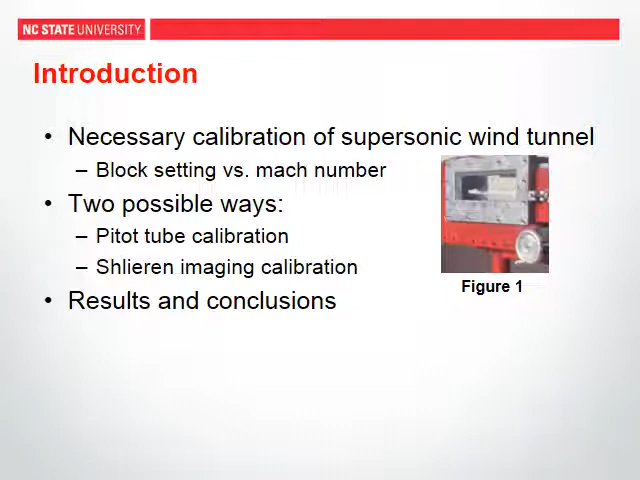 NC STATE UNIVERSITY
Introduction
• Necessary calibration of supersonic wind tunnel
– Block setting vs. mach number
• Two possible ways:
– Pitot tube calibration
– Shlieren imaging calibration
• Results and conclusions
Figure 1